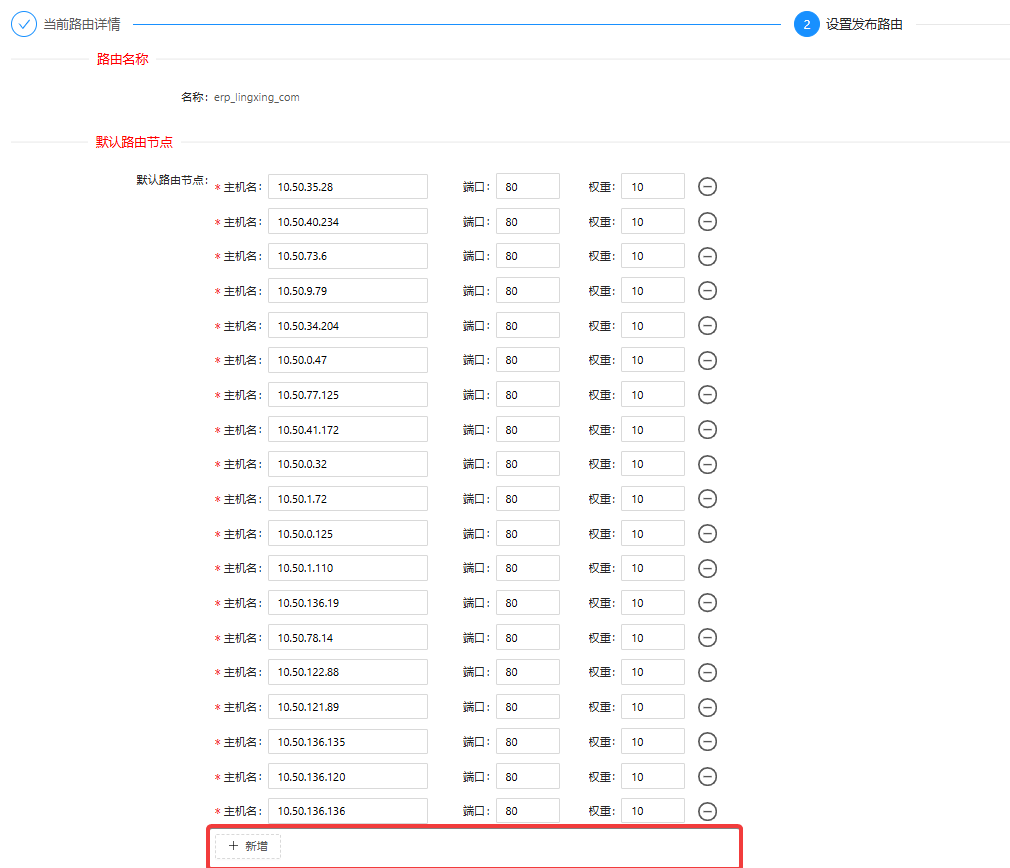 当前路由详情
2 设置发布路由
路由名称
名称: erp_lingxing_com
默认路由节点
默认路由节点: * 主机名: 10.50.35.28 端口: 80 权重: 10
* 主机名: 10.50.40.234 端口: 80 权重: 10
* 主机名: 10.50.73.6 端口: 80 权重: 10
* 主机名: 10.50.9.79 端口: 80 权重: 10
* 主机名: 10.50.34.204 端口: 80 权重: 10
* 主机名: 10.50.0.47 端口: 80 权重: 10
* 主机名: 10.50.77.125 端口: 80 权重: 10
* 主机名: 10.50.41.172 端口: 80 权重: 10
* 主机名: 10.50.0.32 端口: 80 权重: 10
* 主机名: 10.50.1.72 端口: 80 权重: 10
* 主机名: 10.50.0.125 端口: 80 权重: 10
* 主机名: 10.50.1.110 端口: 80 权重: 10
* 主机名: 10.50.136.19 端口: 80 权重: 10
* 主机名: 10.50.78.14 端口: 80 权重: 10
* 主机名: 10.50.122.88 端口: 80 权重: 10
* 主机名: 10.50.121.89 端口: 80 权重: 10
* 主机名: 10.50.136.135 端口: 80 权重: 10
* 主机名: 10.50.136.120 端口: 80 权重: 10
* 主机名: 10.50.136.136 端口: 80 权重: 10
+ 新增